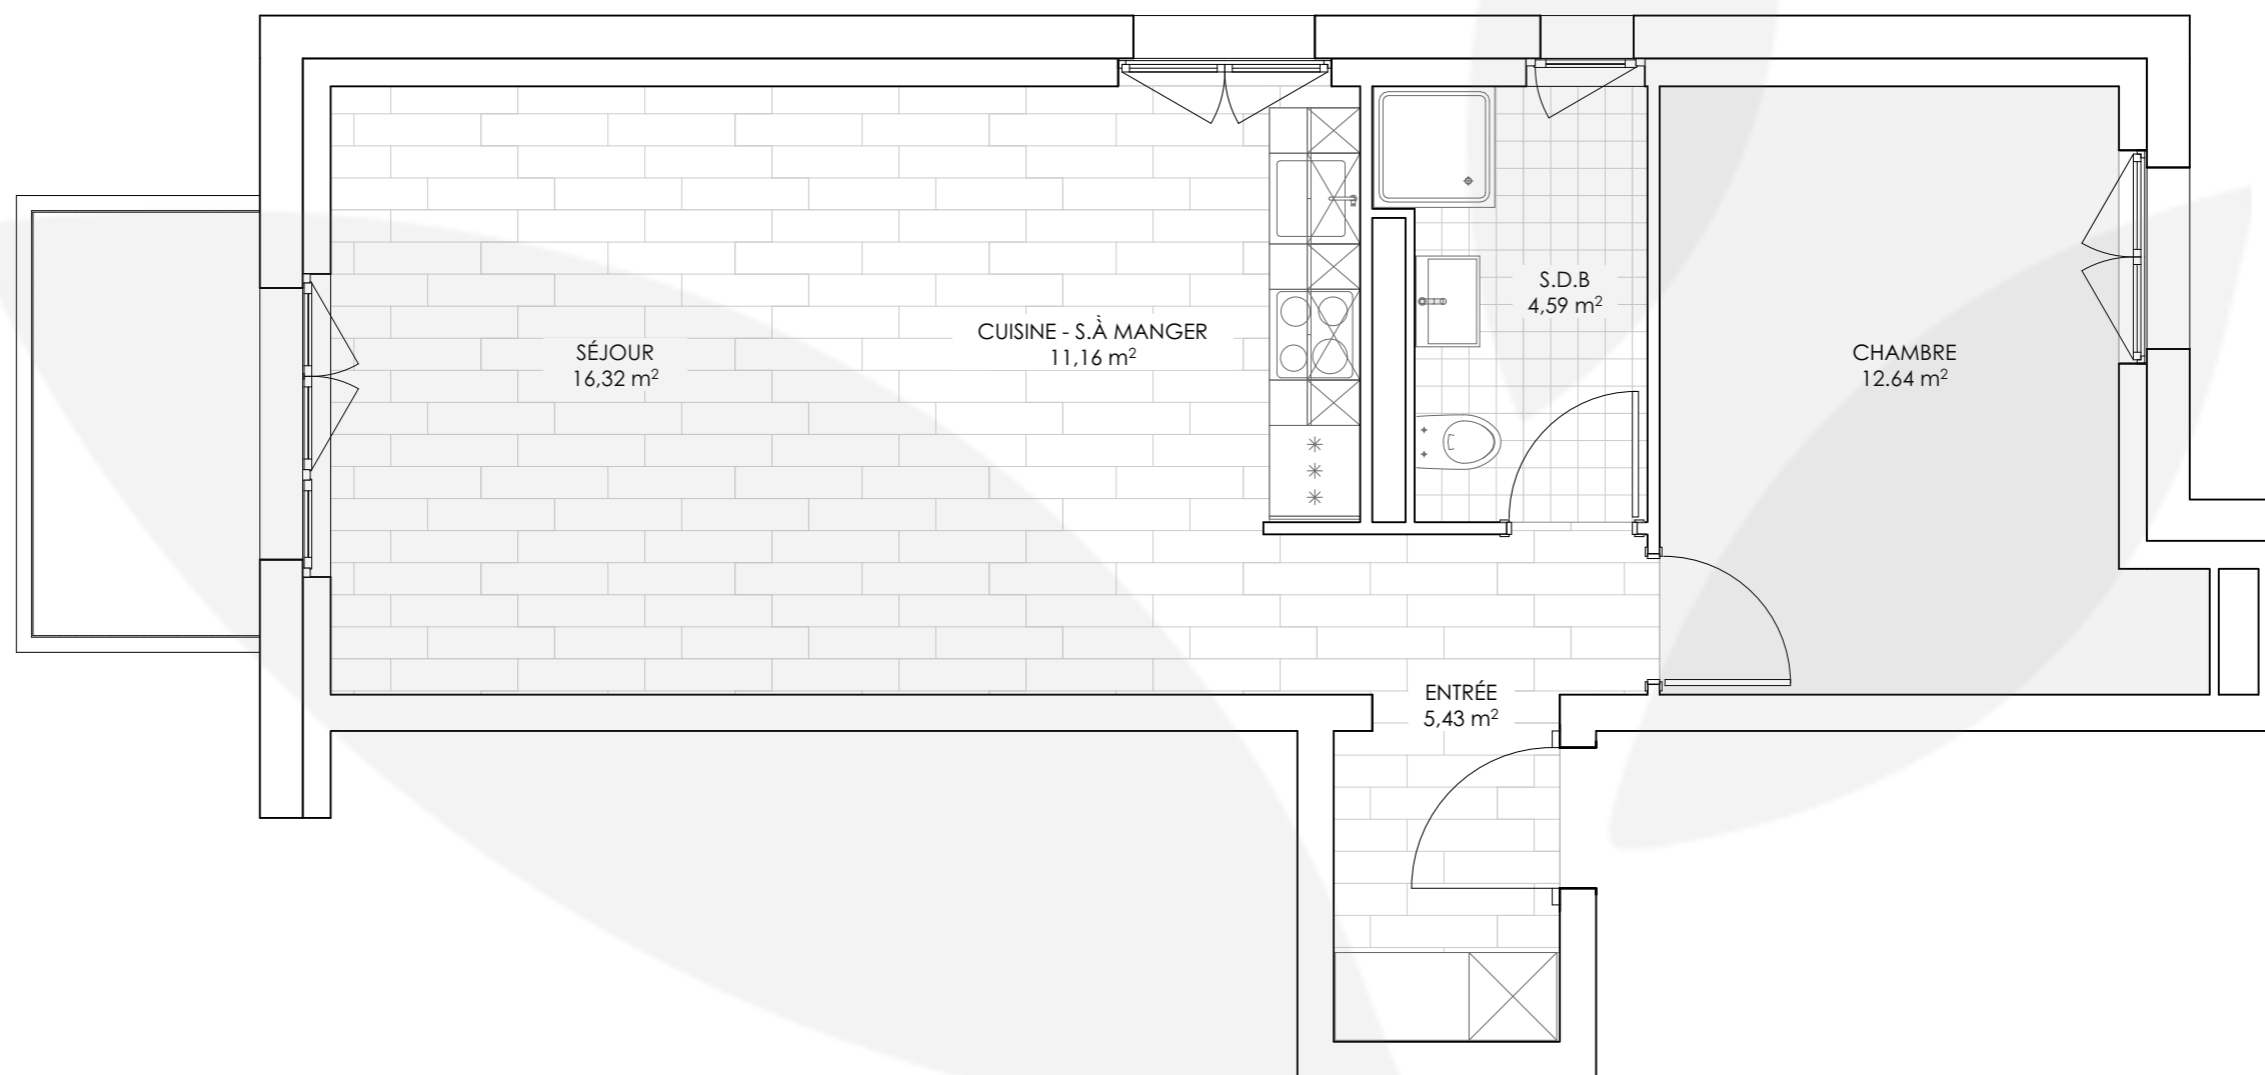 S.D.B
4,59 m²
CUISINE - S.À MANGER
11,16 m²
SÉJOUR
16,32 m²
CHAMBRE
12.64 m²
ENTRÉE
5,43 m²